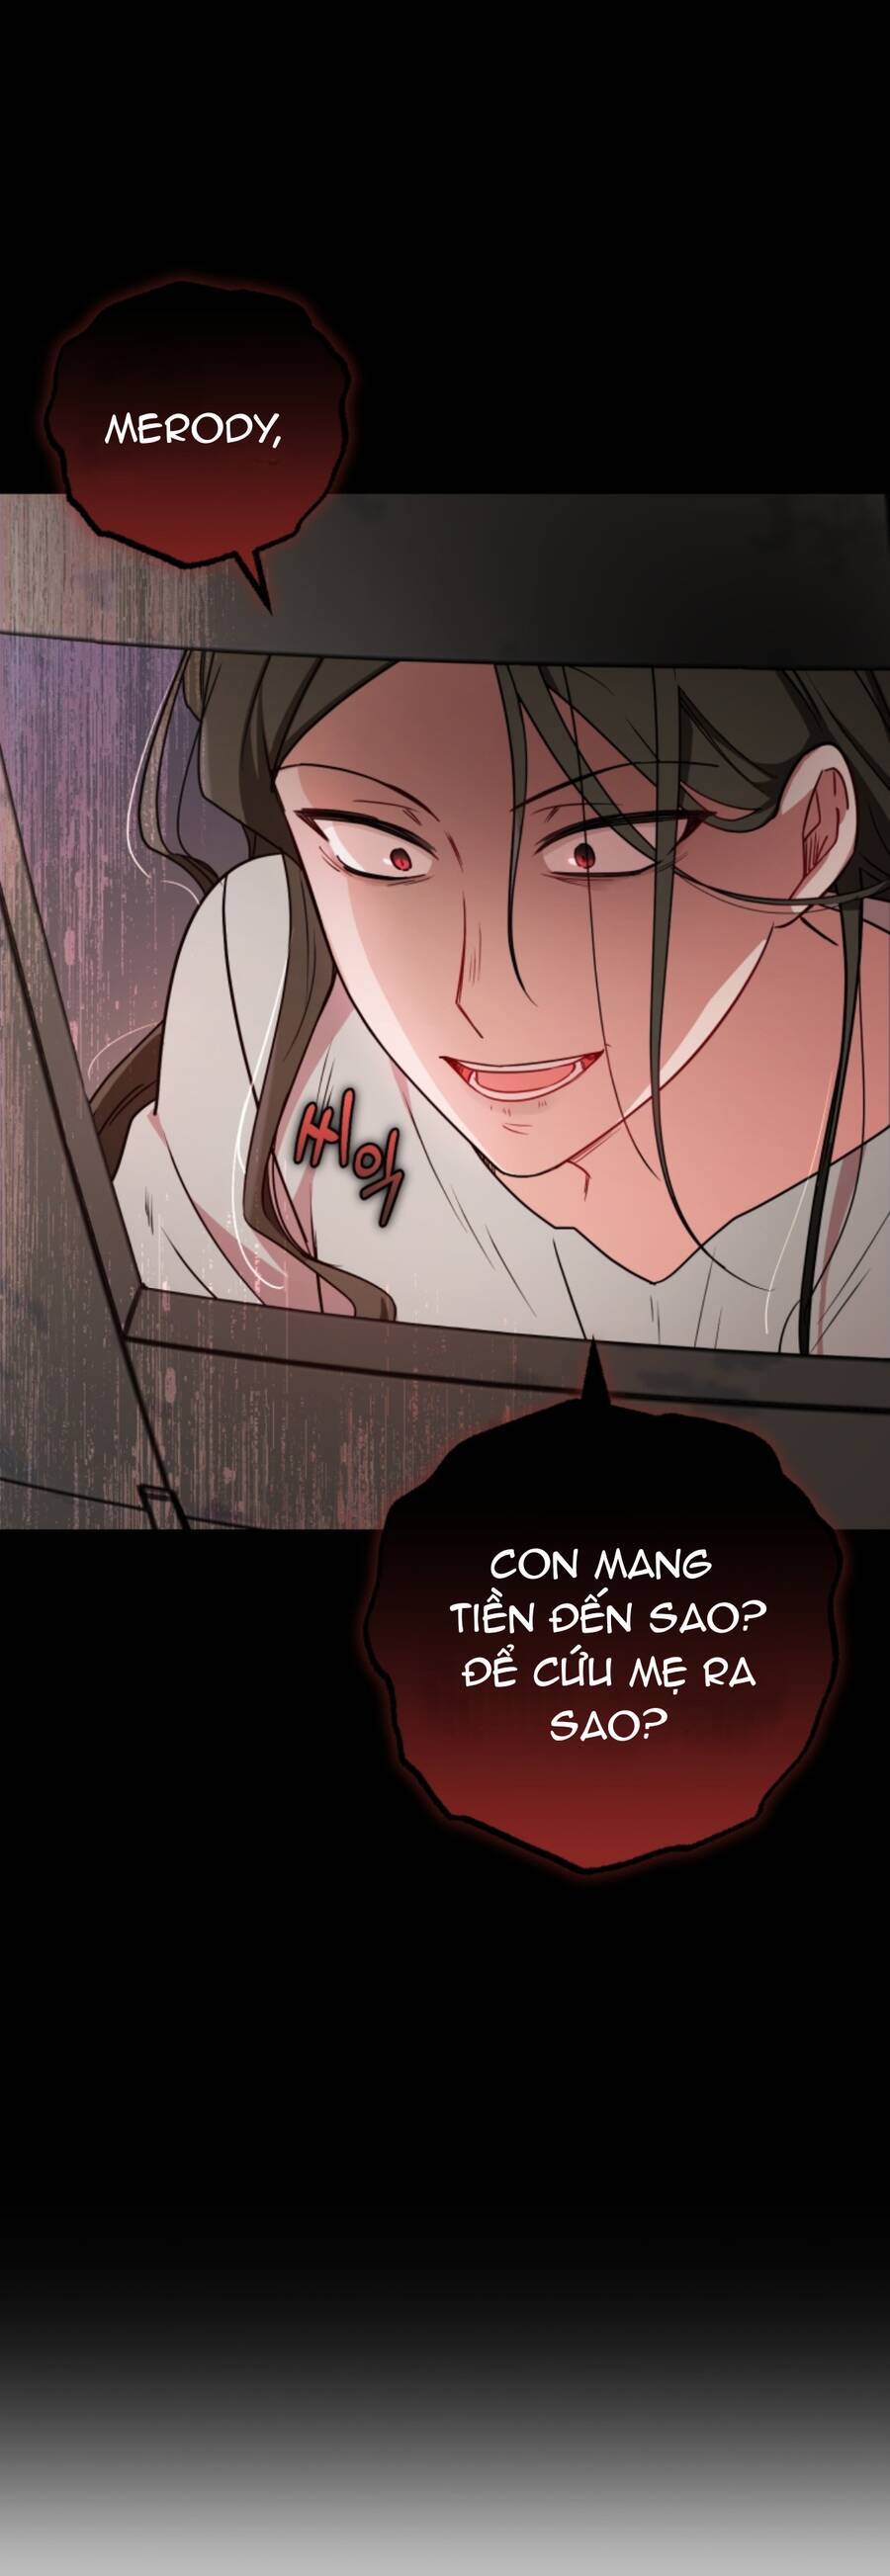 MERODY,
씨익
CON MANG
TIỀN ĐẾN SAO?
ĐỂ CỨU MẸ RA
SAO?